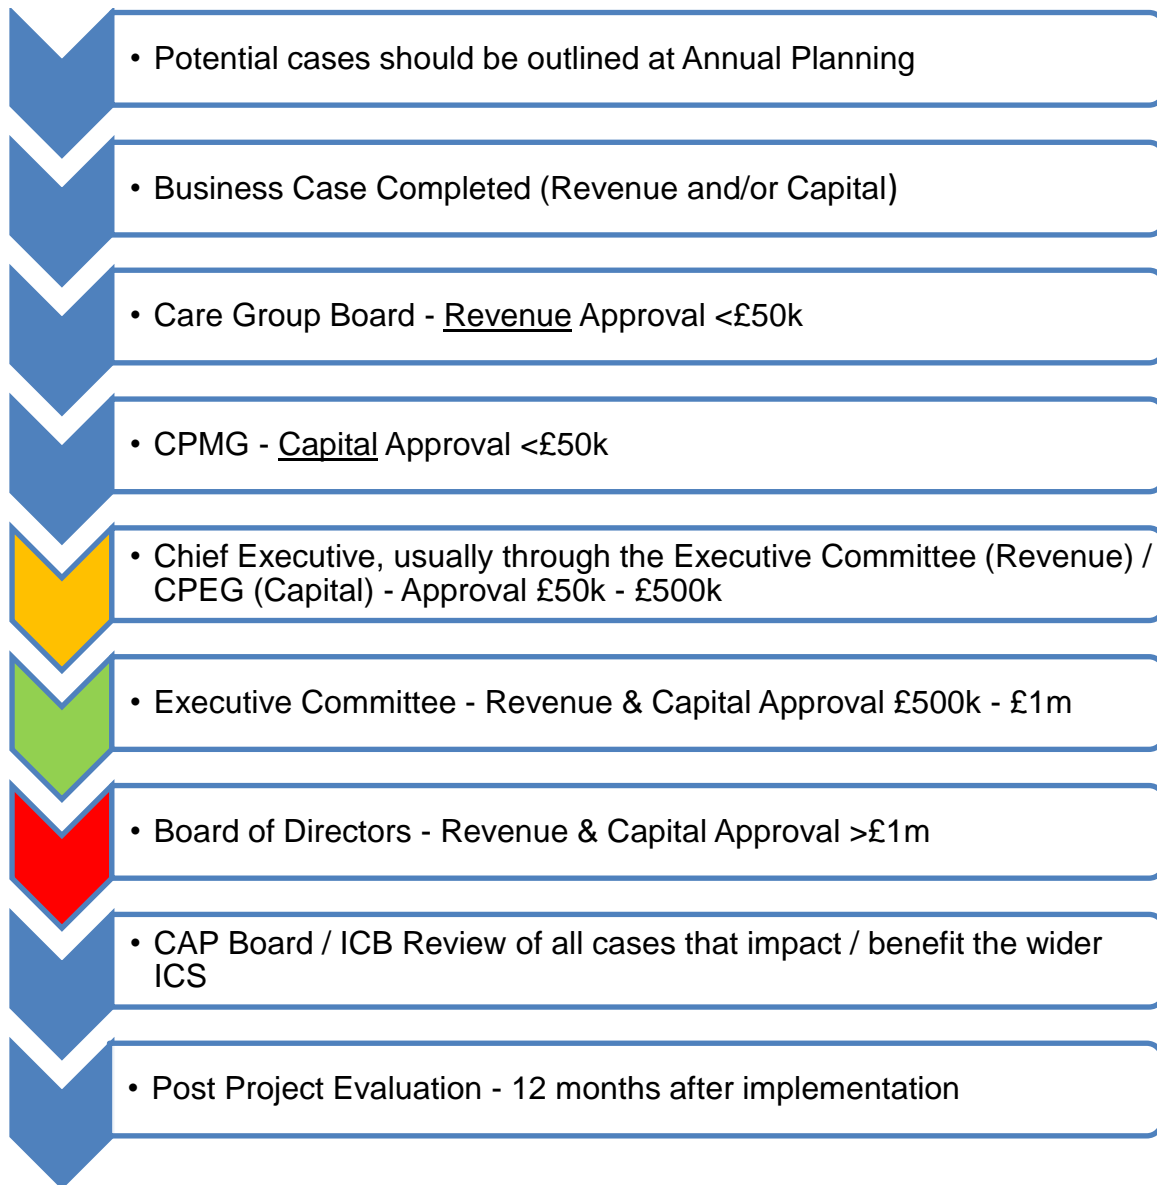 • Potential cases should be outlined at Annual Planning
• Business Case Completed (Revenue and/or Capital)
• Care Group Board - Revenue Approval <£50k
• CPMG - Capital Approval <£50k
• Chief Executive, usually through the Executive Committee (Revenue) /
CPEG (Capital) - Approval £50k - £500k
• Executive Committee - Revenue & Capital Approval £500k - £1m
• Board of Directors - Revenue & Capital Approval >£1m
• CAP Board / ICB Review of all cases that impact / benefit the wider
ICS
• Post Project Evaluation - 12 months after implementation